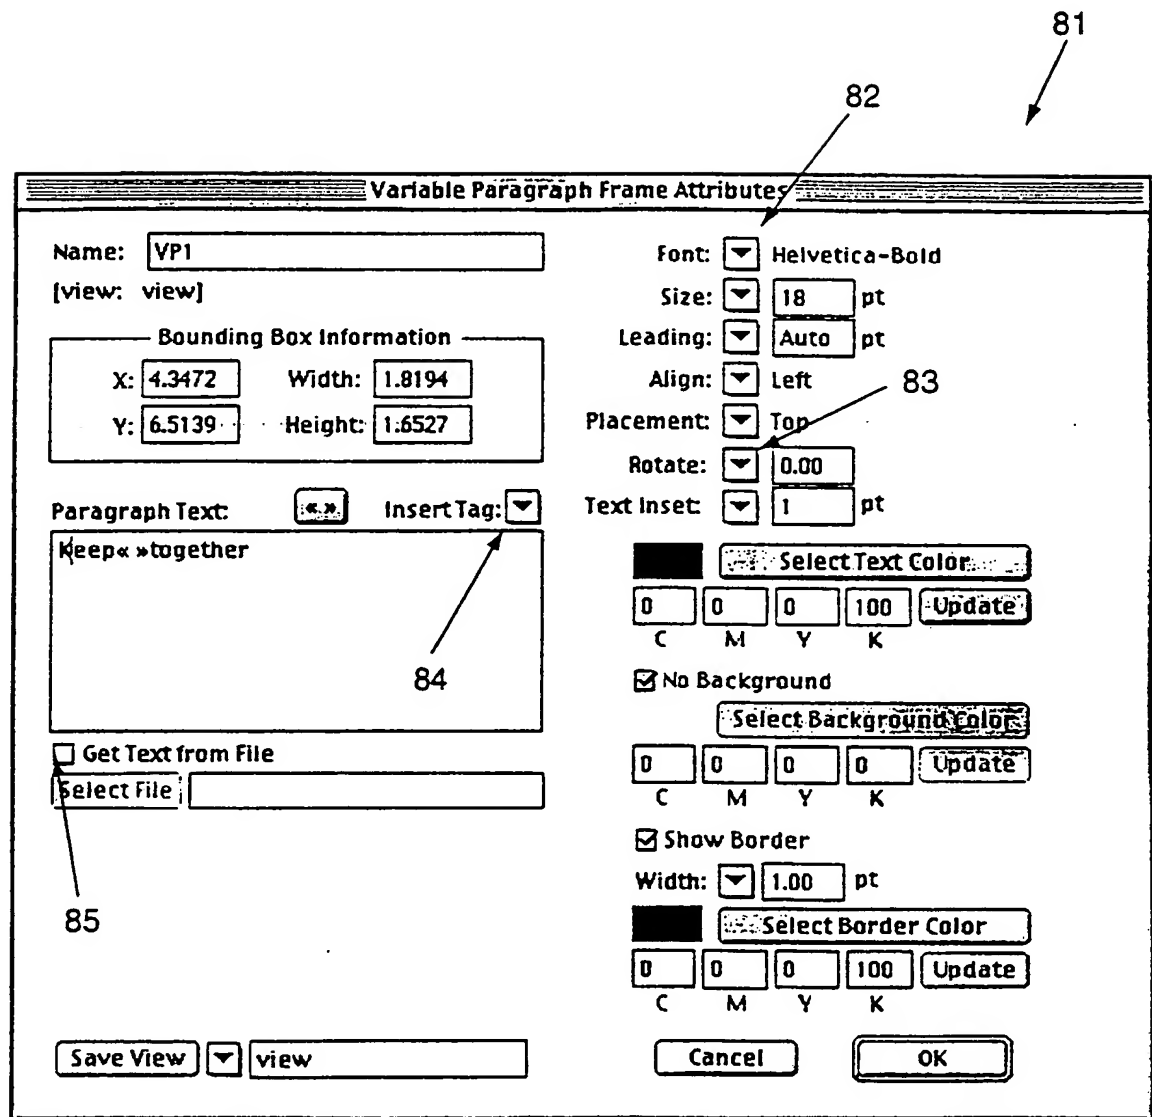 81
82
Variable Paragraph Frame Attributes
Name: VP1
[view: view]
Bounding Box Information
X: 4.3472 Width: 1.8194
Y: 6.5139 Height: 1.6527
Paragraph Text: «.» Insert Tag:
Keep« »together
84
Get Text from File
Select File
85
Save View view
Font: Helvetica-Bold
Size: 18 pt
Leading: Auto pt
Align: Left
83
Placement: Top
Rotate: 0.00
Text Inset: 1 pt
Select Text Color
0 0 0 100 Update
C M Y K
No Background
Select Background Color
0 0 0 0 Update
C M Y K
Show Border
Width: 1.00 pt
Select Border Color
0 0 0 100 Update
C M Y K
Cancel OK